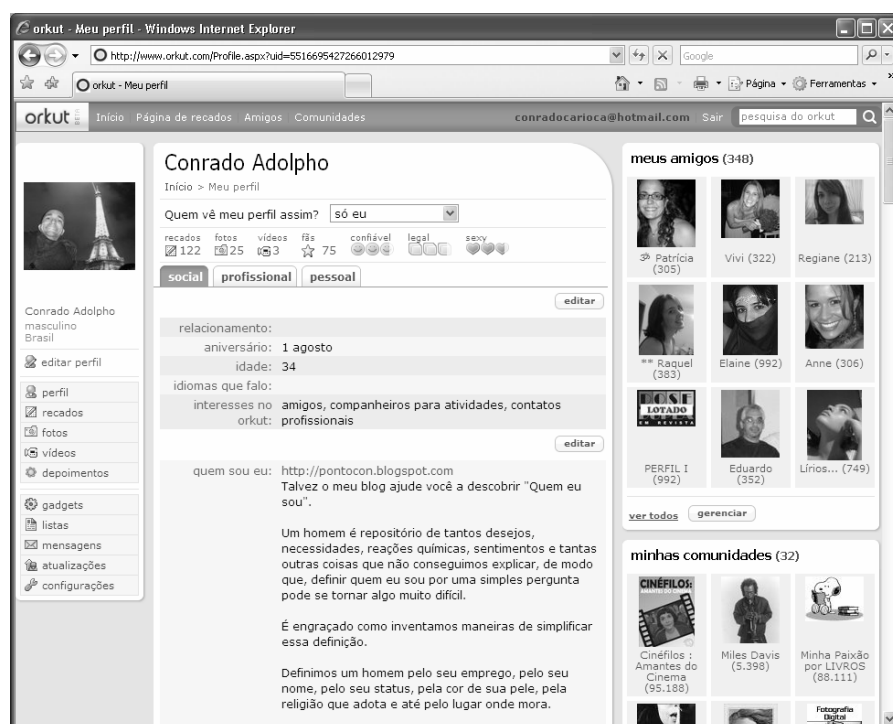 orkut - Meu perfil - Windows Internet Explorer
http://www.orkut.com/Profile.aspx?uid=5516695427266012979
Google
orkut - Meu perfil
Página
Ferramentas
orkut
Início Página de recados Amigos Comunidades
conradocarioca@hotmail.com Sair
pesquisa do orkut
Conrado Adolpho
masculino
Brasil
editar perfil
perfil
recados
fotos
vídeos
depoimentos
gadgets
listas
mensagens
atualizações
configurações
Conrado Adolpho
Início > Meu perfil
Quem vê meu perfil assim? só eu
recados fotos vídeos fãs confiável legal sexy
122 25 3 75
social profissional pessoal
editar
relacionamento:
aniversário: 1 agosto
idade: 34
idiomas que falo:
interesses no orkut: amigos, companheiros para atividades, contatos
profissionais
editar
quem sou eu: http://pontocon.blogspot.com
Talvez o meu blog ajude você a descobrir "Quem eu
sou".
Um homem é repositório de tantos desejos,
necessidades, reações químicas, sentimentos e tantas
outras coisas que não conseguimos explicar, de modo
que, definir quem eu sou por uma simples pergunta
pode se tornar algo muito difícil.
É engraçado como inventamos maneiras de simplificar
essa definição.
Definimos um homem pelo seu emprego, pelo seu
nome, pelo seu status, pela cor de sua pele, pela
religião que adota e até pelo lugar onde mora.
meus amigos (348)
Patrícia
(305)
Vivi (322)
Regiane (213)
Raquel
(383)
Elaine (992)
Anne (306)
DOSE
LOTADO
DUPLA
EM REVISTA
PERFIL I
(992)
Eduardo
(352)
Lírios... (749)
ver todos gerenciar
minhas comunidades (32)
CINÉFILOS:
AMANTES DO CINEMA
Cinéfilos :
Amantes do
Cinema
(95.188)
Miles Davis
(5.398)
Minha Paixão
por LIVROS
(88.111)
Fotografia
Digital